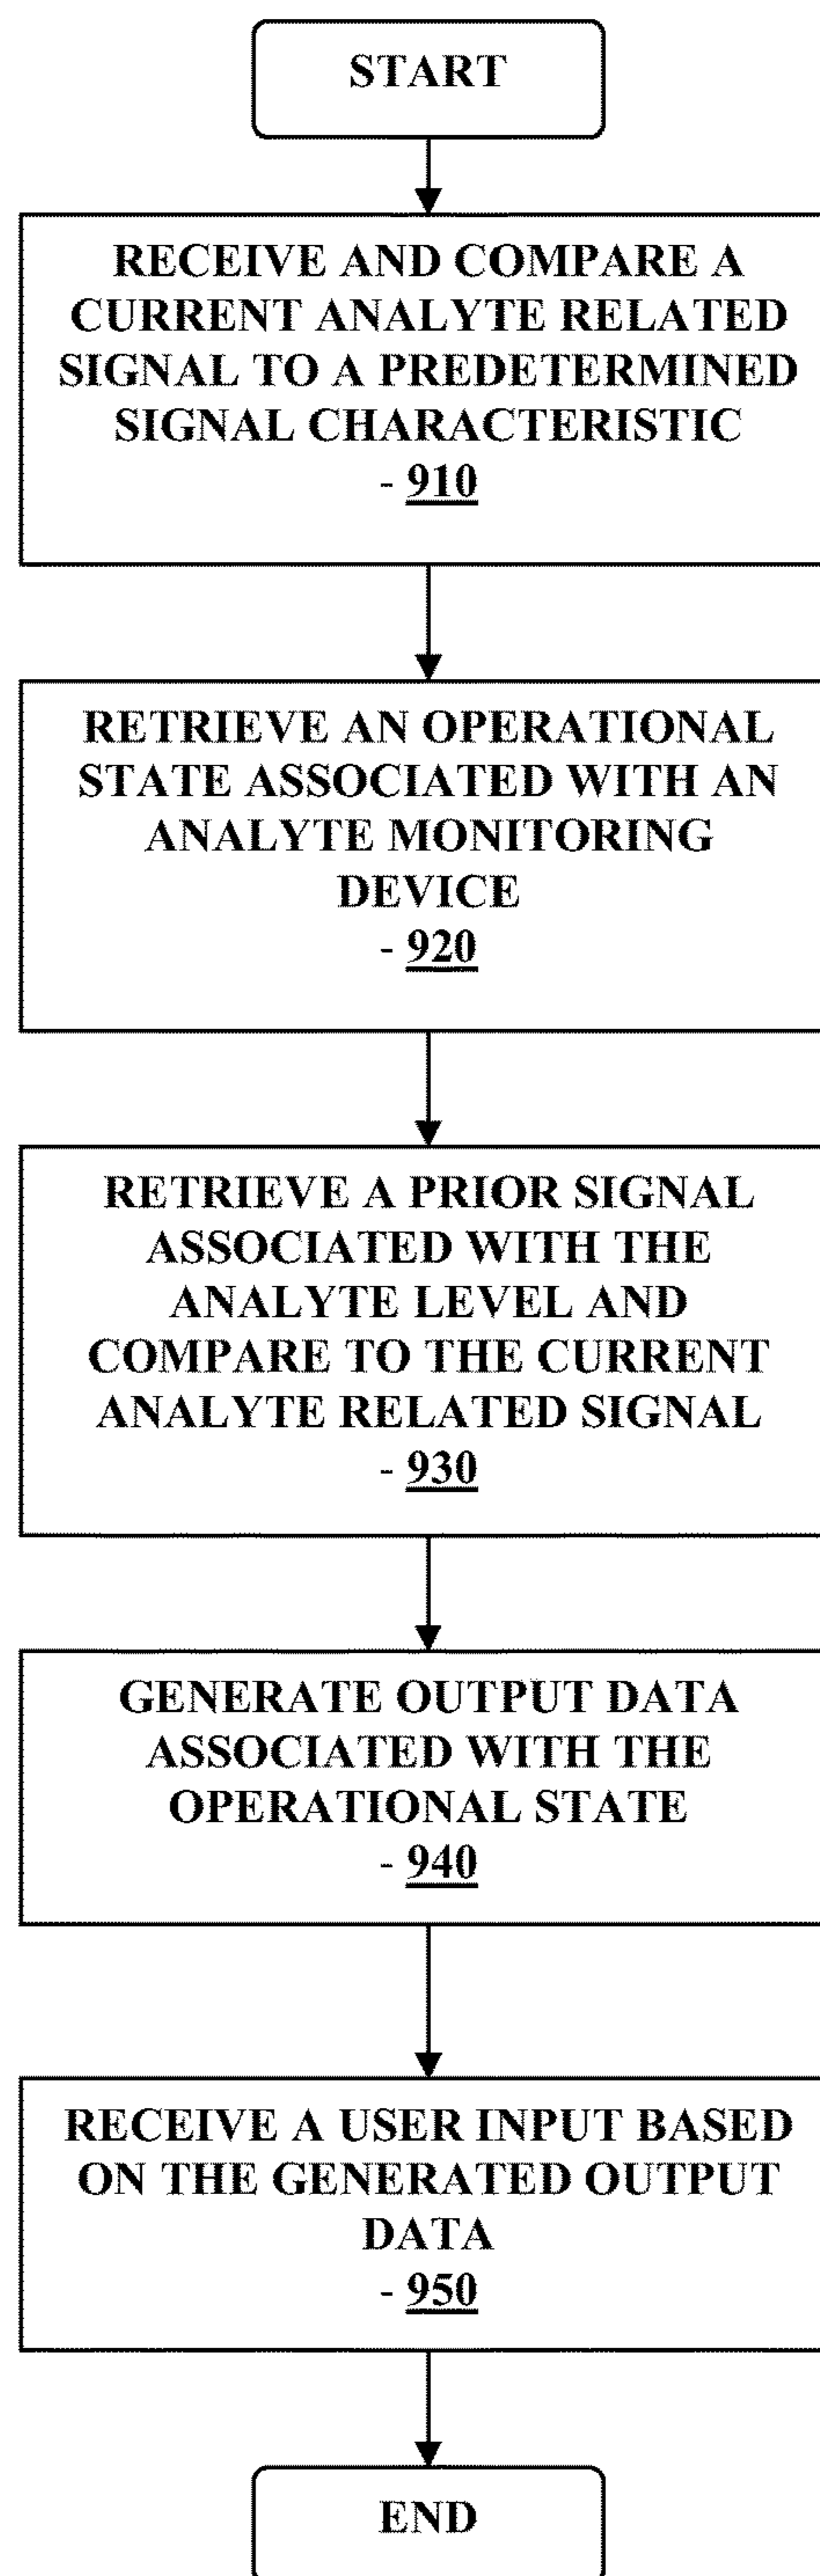 START
RECEIVE AND COMPARE A
CURRENT ANALYTE RELATED
SIGNAL TO A PREDETERMINED
SIGNAL CHARACTERISTIC
- 910
RETRIEVE AN OPERATIONAL
STATE ASSOCIATED WITH AN
ANALYTE MONITORING
DEVICE
- 920
RETRIEVE A PRIOR SIGNAL
ASSOCIATED WITH THE
ANALYTE LEVEL AND
COMPARE TO THE CURRENT
ANALYTE RELATED SIGNAL
- 930
GENERATE OUTPUT DATA
ASSOCIATED WITH THE
OPERATIONAL STATE
- 940
RECEIVE A USER INPUT BASED
ON THE GENERATED OUTPUT
DATA
- 950
END